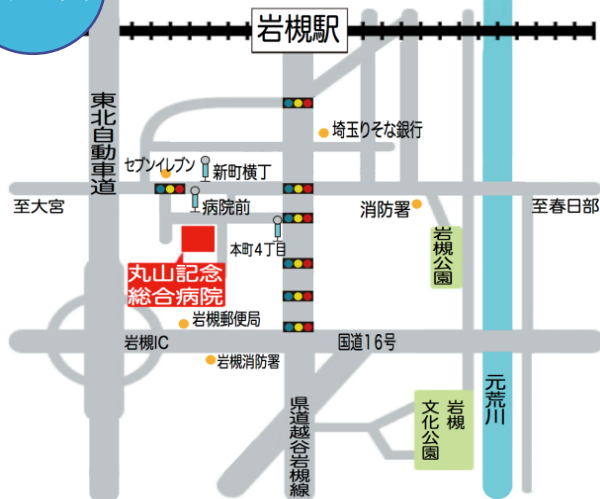 岩槻駅
東北自動車道
埼玉りそな銀行
セブンイレブン
新町横丁
至大宮
病院前
消防署
至春日部
本町4丁目
岩槻公園
丸山記念
総合病院
岩槻郵便局
岩槻IC
国道16号
岩槻消防署
元荒川
県道越谷岩槻線
岩槻
文化公園